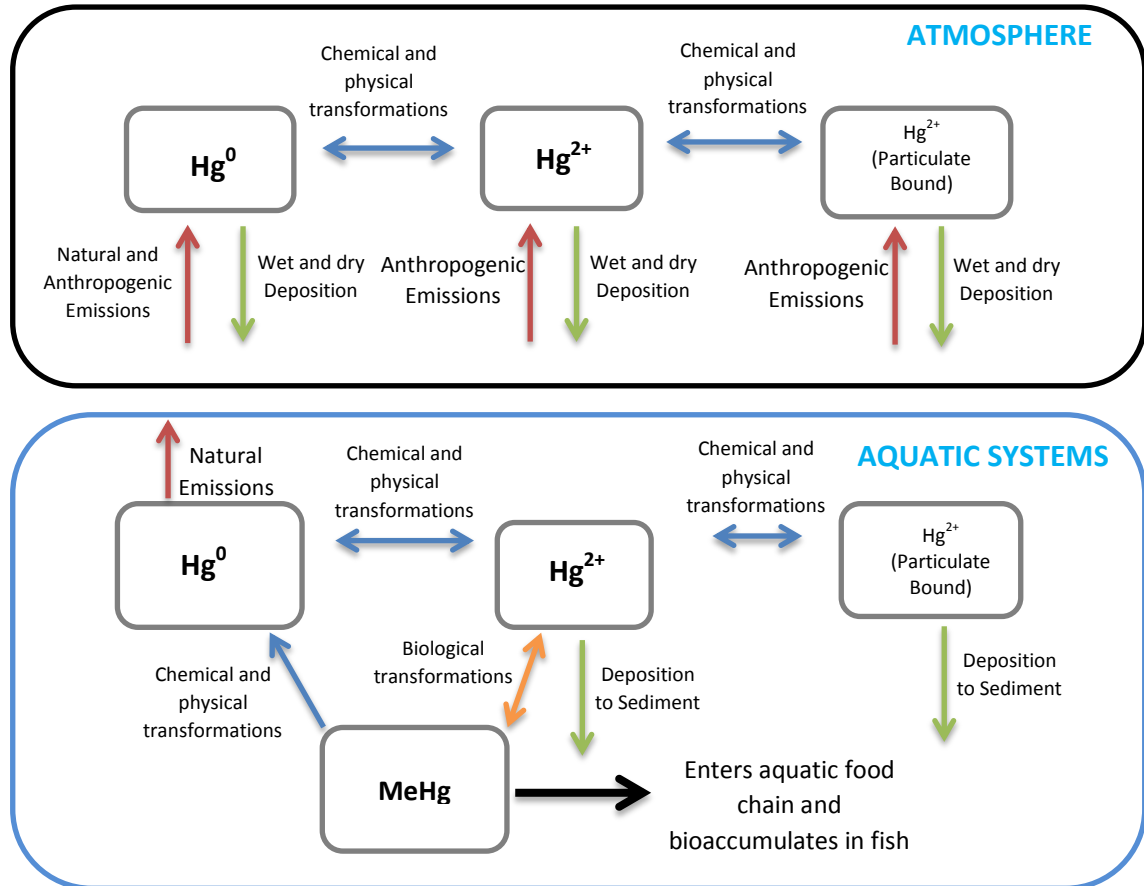 ATMOSPHERE
Chemical and
physical
transformations
Chemical and
physical
transformations
Hg⁰
Hg²⁺
Hg²⁺
(Particulate
Bound)
Natural and
Anthropogenic
Emissions
Wet and dry
Deposition
Anthropogenic
Emissions
Wet and dry
Deposition
Anthropogenic
Emissions
Wet and dry
Deposition
AQUATIC SYSTEMS
Natural
Emissions
Chemical and
physical
transformations
Chemical and
physical
transformations
Hg⁰
Hg²⁺
Hg²⁺
(Particulate
Bound)
Chemical and
physical
transformations
Biological
transformations
Deposition
to Sediment
Deposition
to Sediment
MeHg
Enters aquatic food
chain and
bioaccumulates in fish